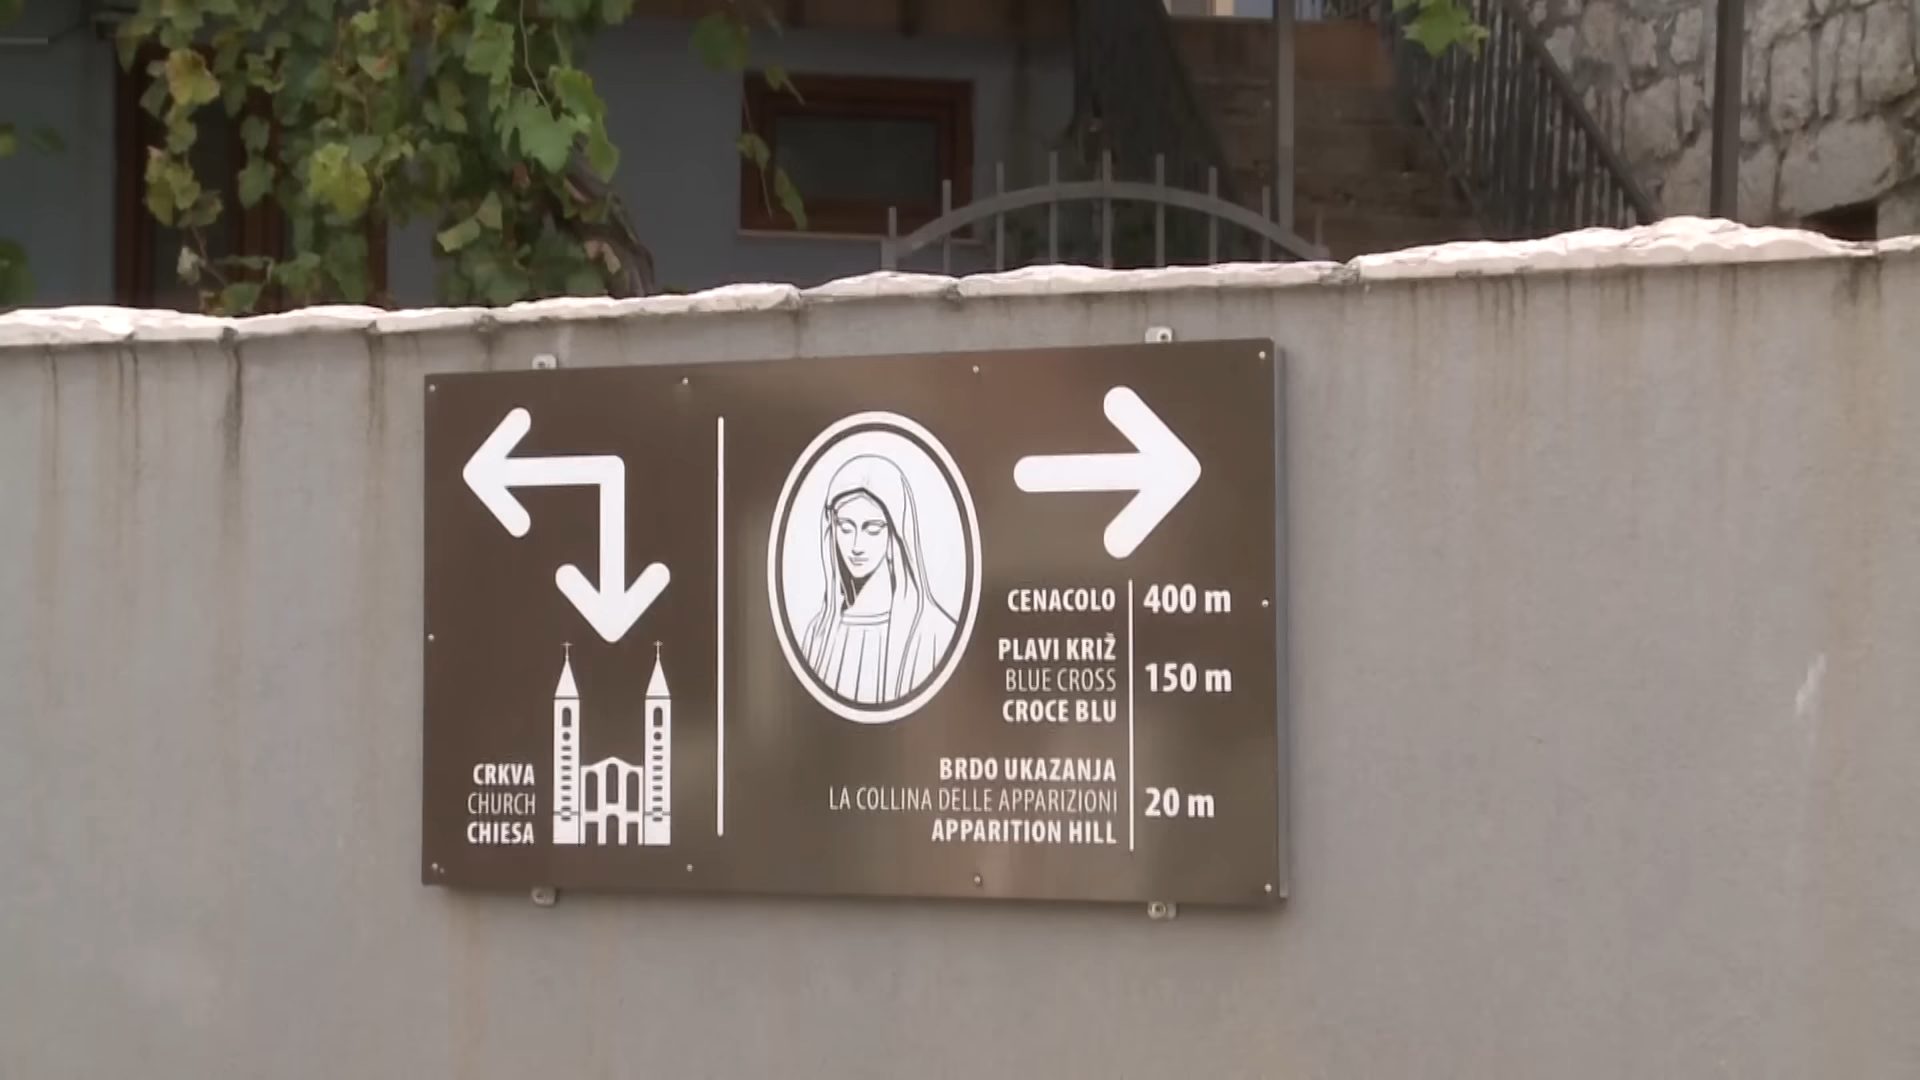 CRKVA
CHURCH
CHIESA
CENACOLO 400 m
PLAVI KRIŽ
BLUE CROSS 150 m
CROCE BLU
BRDO UKAZANJA
LA COLLINA DELLE APPARIZIONI 20 m
APPARITION HILL